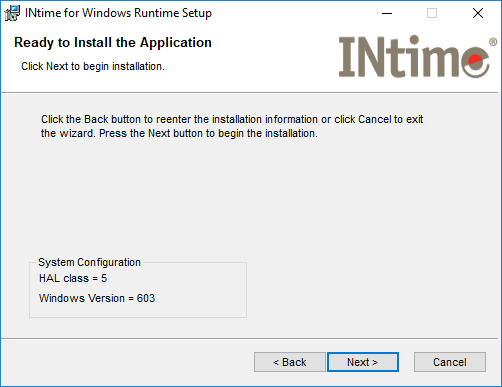 INtime for Windows Runtime Setup
Ready to Install the Application
Click Next to begin installation.
INtime®
Click the Back button to reenter the installation information or click Cancel to exit
the wizard. Press the Next button to begin the installation.
System Configuration
HAL class = 5
Windows Version = 603
< Back
Next >
Cancel